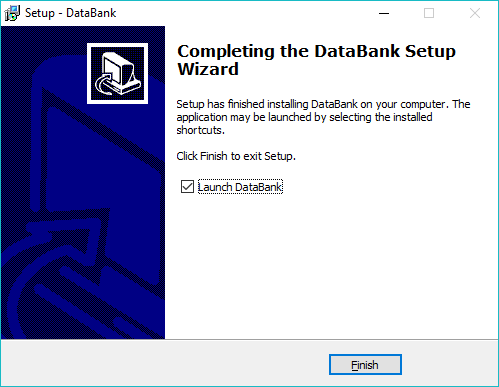 Setup - DataBank
Completing the DataBank Setup
Wizard
Setup has finished installing DataBank on your computer. The
application may be launched by selecting the installed
shortcuts.
Click Finish to exit Setup.
Launch DataBank
Finish